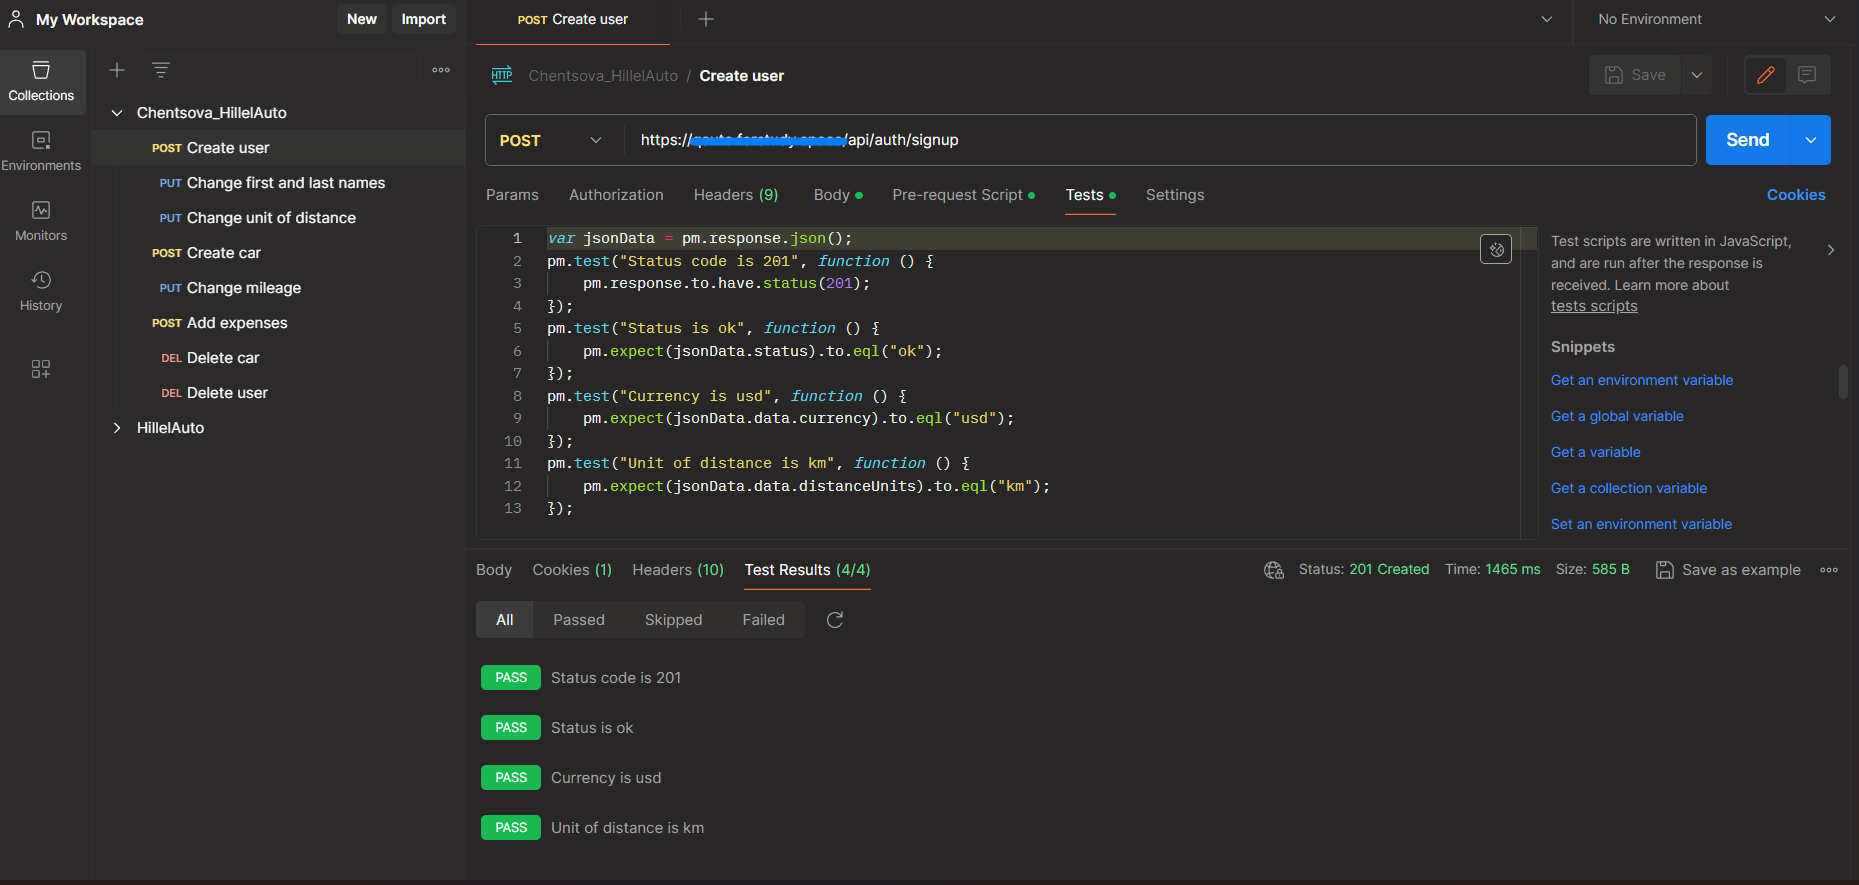 My Workspace
New
Import
POST Create user
No Environment
Collections
Environments
Monitors
History
Chentsova_HillelAuto
POST Create user
PUT Change first and last names
PUT Change unit of distance
POST Create car
PUT Change mileage
POST Add expenses
DEL Delete car
DEL Delete user
HillelAuto
HTTP Chentsova_HillelAuto / Create user
Save
POST
https:// /api/auth/signup
Send
Params
Authorization
Headers (9)
Body
Pre-request Script
Tests
Settings
Cookies
1 var jsonData = pm.response.json();
2 pm.test("Status code is 201", function () {
3 pm.response.to.have.status(201);
4 });
5 pm.test("Status is ok", function () {
6 pm.expect(jsonData.status).to.eql("ok");
7 });
8 pm.test("Currency is usd", function () {
9 pm.expect(jsonData.data.currency).to.eql("usd");
10 });
11 pm.test("Unit of distance is km", function () {
12 pm.expect(jsonData.data.distanceUnits).to.eql("km");
13 });
Test scripts are written in JavaScript,
and are run after the response is
received. Learn more about
tests scripts
Snippets
Get an environment variable
Get a global variable
Get a variable
Get a collection variable
Set an environment variable
Body
Cookies (1)
Headers (10)
Test Results (4/4)
Status: 201 Created
Time: 1465 ms
Size: 585 B
Save as example
All
Passed
Skipped
Failed
PASS Status code is 201
PASS Status is ok
PASS Currency is usd
PASS Unit of distance is km